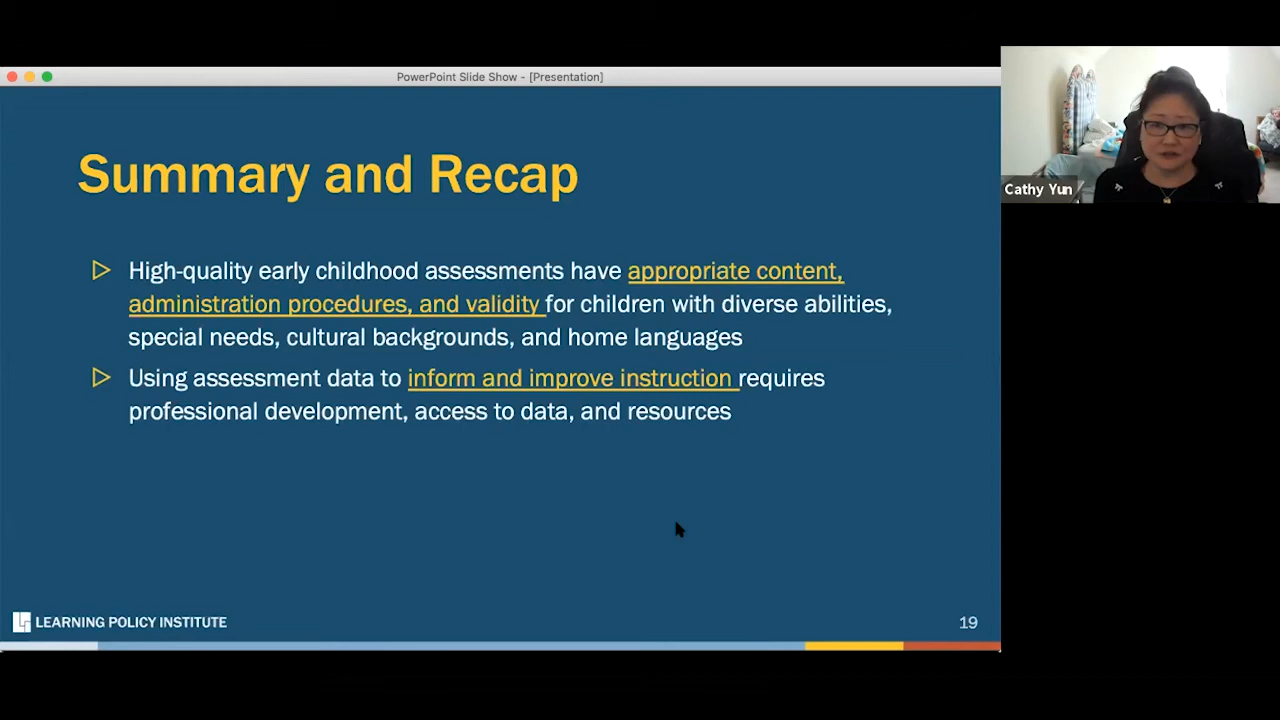 PowerPoint Slide Show - [Presentation]
Summary and Recap
High-quality early childhood assessments have appropriate content,
administration procedures, and validity for children with diverse abilities,
special needs, cultural backgrounds, and home languages
Using assessment data to inform and improve instruction requires
professional development, access to data, and resources
LEARNING POLICY INSTITUTE
19
Cathy Yun